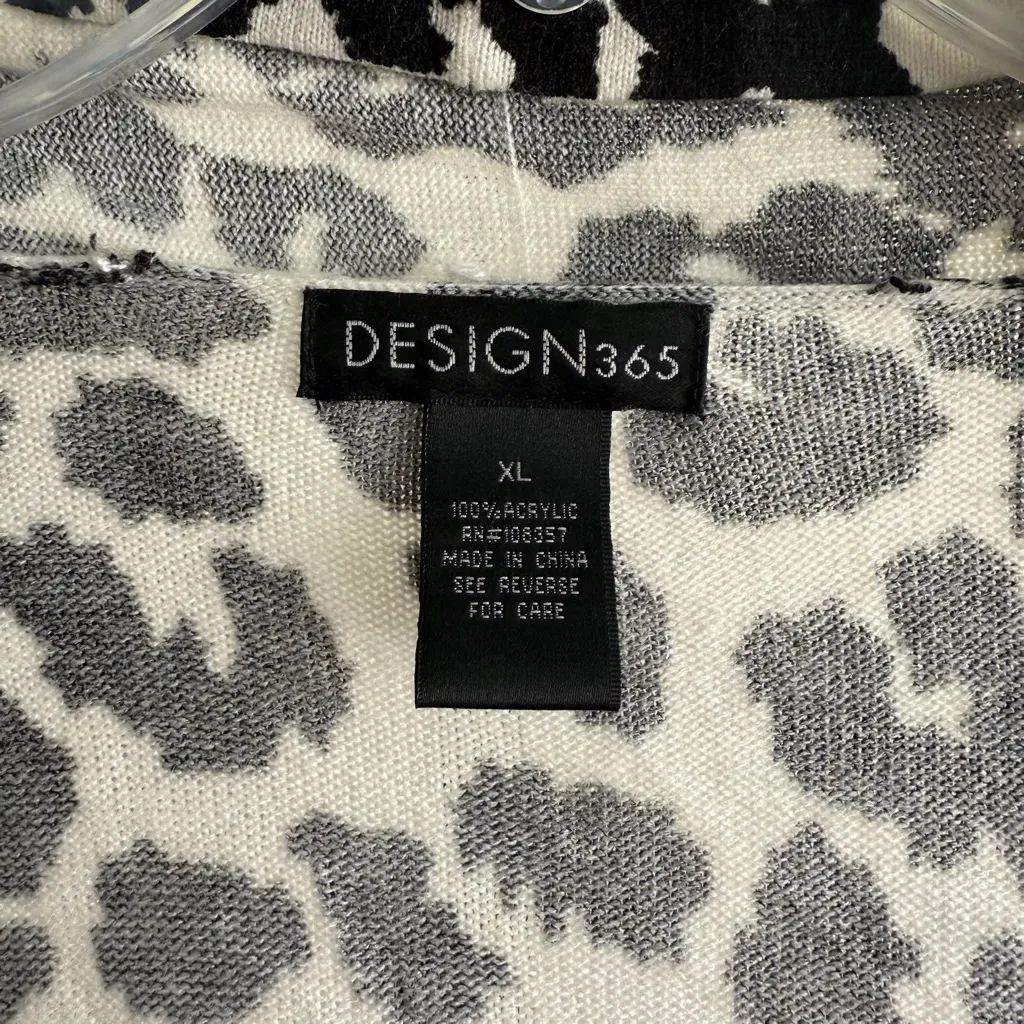 DESIGN365
XL
100%ACRYLIC
RN#108357
MADE IN CHINA
SEE REVERSE
FOR CARE